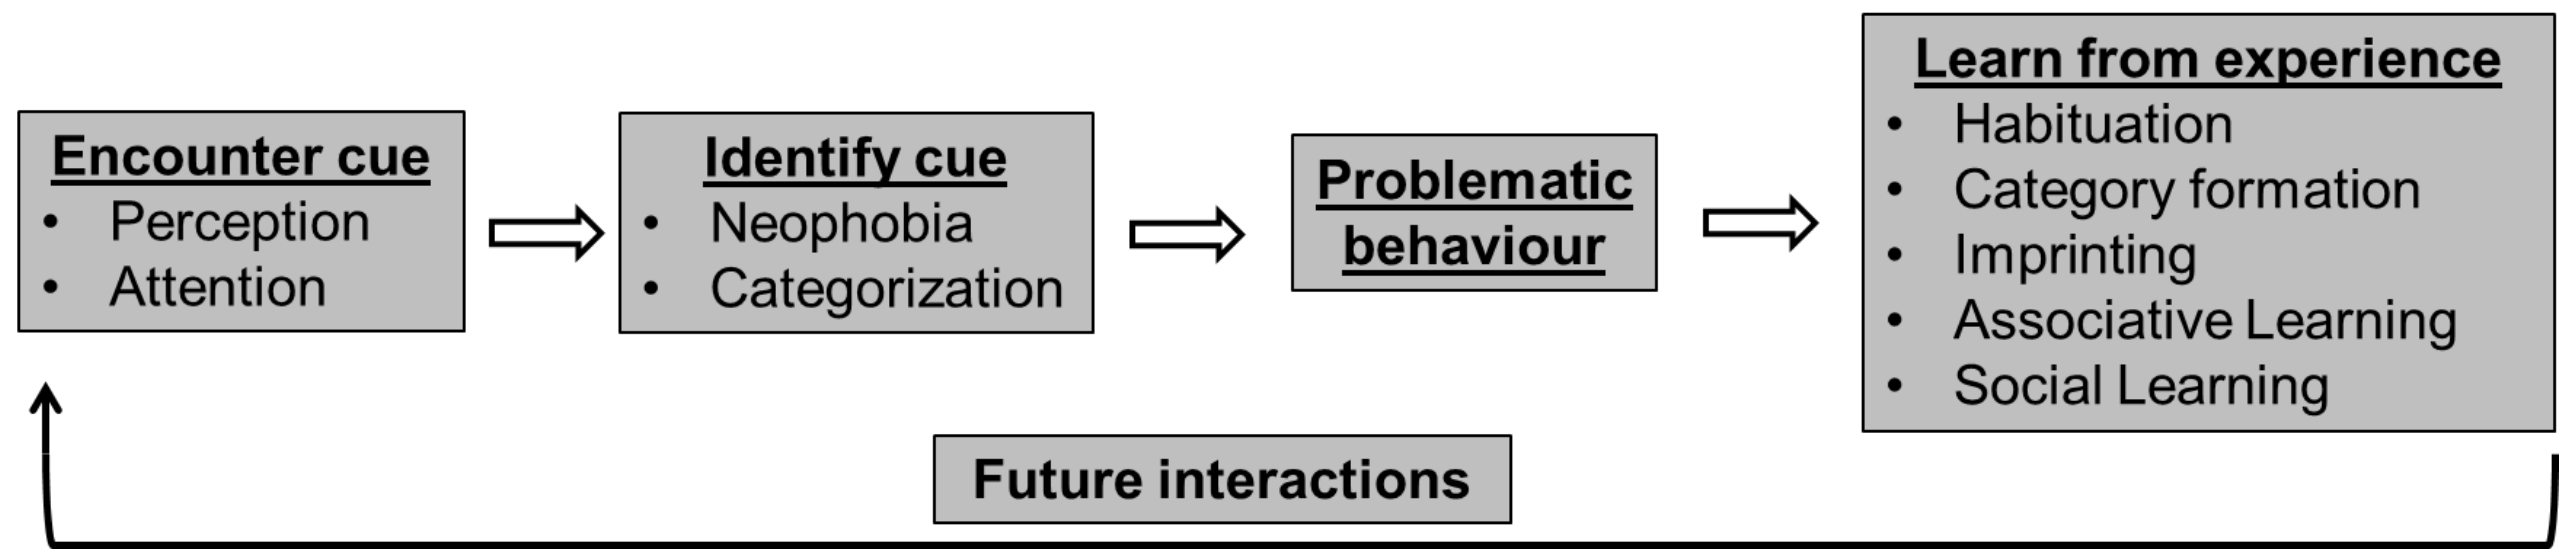 Encounter cue
• Perception
• Attention
Identify cue
• Neophobia
• Categorization
Problematic
behaviour
Learn from experience
• Habituation
• Category formation
• Imprinting
• Associative Learning
• Social Learning
Future interactions